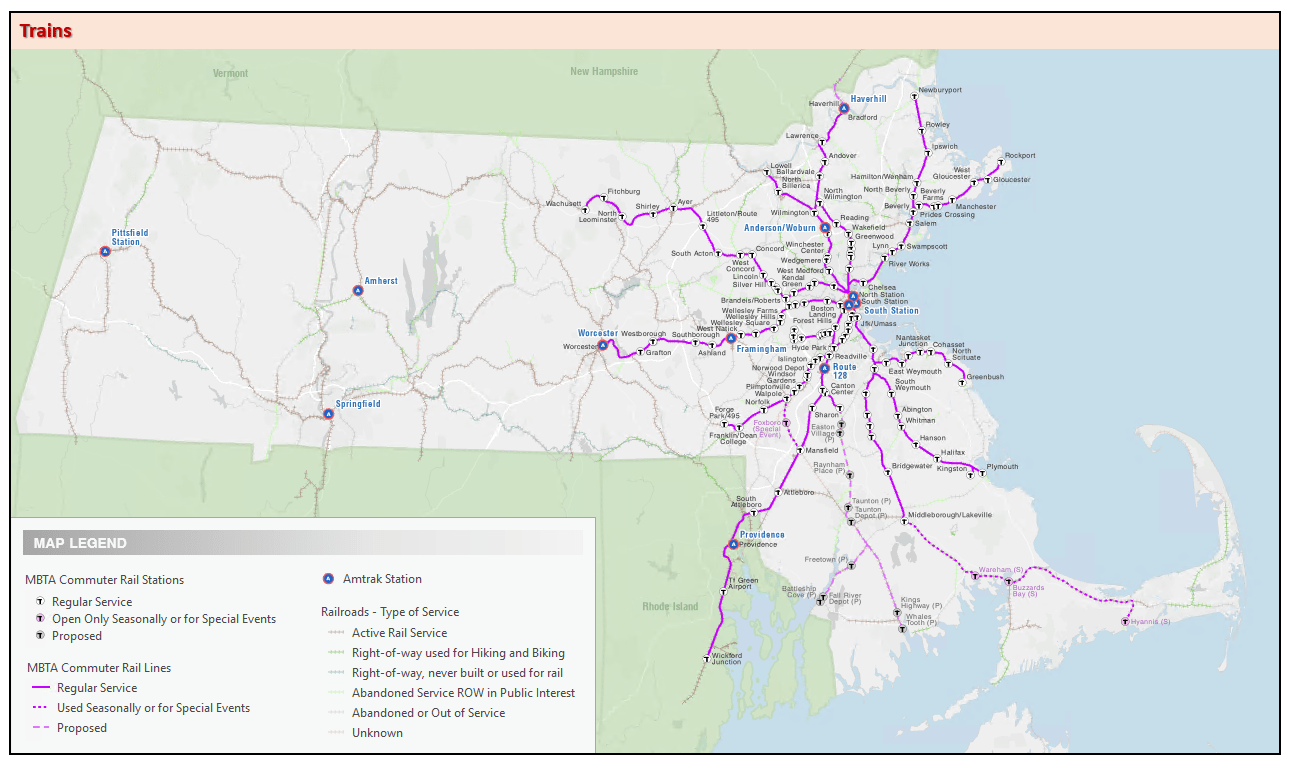 Trains
Vermont
New Hampshire
Newburyport
Haverhill
Haverhill
Bradford
Rowley
Lawrence
Ipswich
Andover
Rockport
Lowell
Ballardvale
North
Billerica
Hamilton/Wenham
West
Gloucester
Gloucester
Fitchburg
North
Wilmington
North Beverly
Beverly
Farms
Wachusett
North
Leominster
Shirley
Ayer
Littleton/Route
495
Wilmington
Beverly
Manchester
Prides Crossing
Reading
Salem
Anderson/Woburn
Wakefield
Greenwood
Pittsfield
Station
Winchester
Center
Lynn
Swampscott
South Acton
Concord
West
Concord
Wedgemere
River Works
Lincoln
West Medford
Silver Hill
Kendal
Green
Amherst
Chelsea
North Station
South Station
Brandeis/Roberts
Boston
Landing
South Station
Wellesley Farms
Wellesley Hills
Wellesley Square
Forest Hills
Jfk/Umass
West Natick
Worcester
Westborough
Southborough
Worcester
Grafton
Ashland
Framingham
Hyde Park
Nantasket
Junction
Cohasset
North
Scituate
Readville
Islington
East Weymouth
Greenbush
Norwood Depot
Windsor
Gardens
Route
128
South
Weymouth
Plimptonville
Walpole
Canton
Center
Norfolk
Springfield
Forge
Park/495
Sharon
Abington
Whitman
Foxboro
(Special
Event)
Easton
Village
(P)
Franklin/Dean
College
Hanson
Mansfield
Halifax
Raynham
Place (P)
Bridgewater
Kingston
Plymouth
South
Attleboro
Attleboro
Taunton (P)
Taunton
Depot (P)
Middleborough/Lakeville
Providence
Providence
Freetown (P)
Wareham (S)
Tf Green
Airport
Battleship
Cove (P)
Fall River
Depot (P)
Buzzards
Bay (S)
Rhode Island
Kings
Highway (P)
Whales
Tooth (P)
Hyannis (S)
Wickford
Junction
MAP LEGEND
MBTA Commuter Rail Stations
Regular Service
Open Only Seasonally or for Special Events
Proposed
MBTA Commuter Rail Lines
Regular Service
Used Seasonally or for Special Events
Proposed
Amtrak Station
Railroads - Type of Service
Active Rail Service
Right-of-way used for Hiking and Biking
Right-of-way, never built or used for rail
Abandoned Service ROW in Public Interest
Abandoned or Out of Service
Unknown